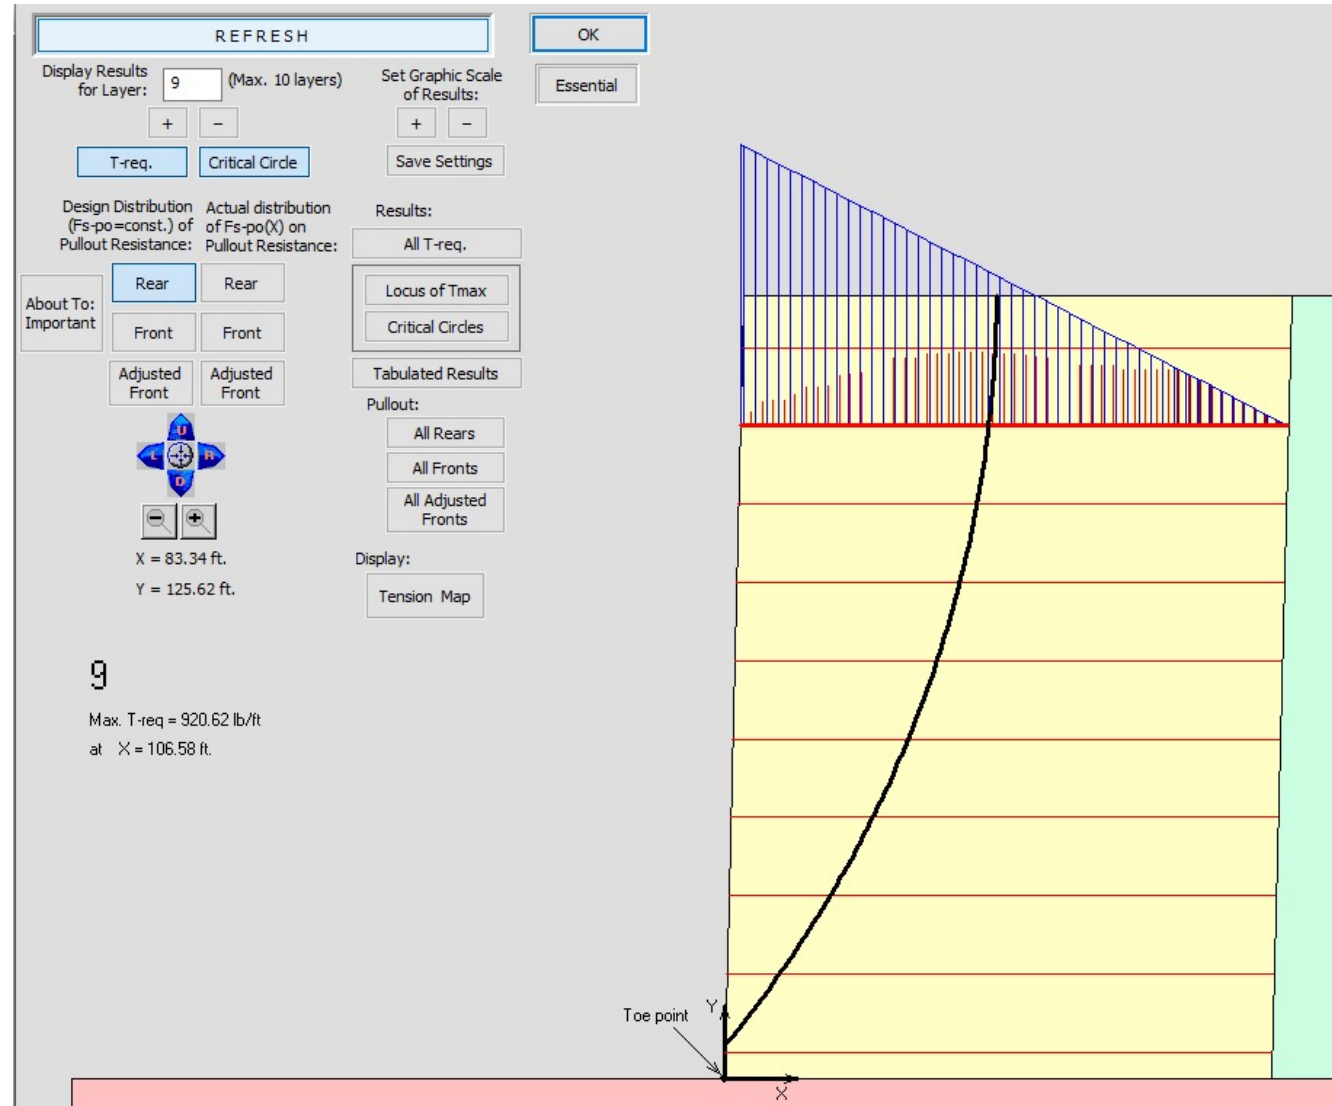 REFRESH
OK
Display Results
for Layer:
9
(Max. 10 layers)
Set Graphic Scale
of Results:
Essential
+
-
+
-
T-req.
Critical Circle
Save Settings
Design Distribution
(Fs-po=const.) of
Pullout Resistance:
Actual distribution
of Fs-po(X) on
Pullout Resistance:
Results:
All T-req.
About To:
Important
Rear
Rear
Locus of Tmax
Front
Front
Critical Circles
Adjusted
Front
Adjusted
Front
Tabulated Results
Pullout:
All Rears
U
L
R
D
All Fronts
All Adjusted
Fronts
X = 83.34 ft.
Y = 125.62 ft.
Display:
Tension Map
9
Max. T-req = 920.62 lb/ft
at X = 106.58 ft.
Toe point
Y
X